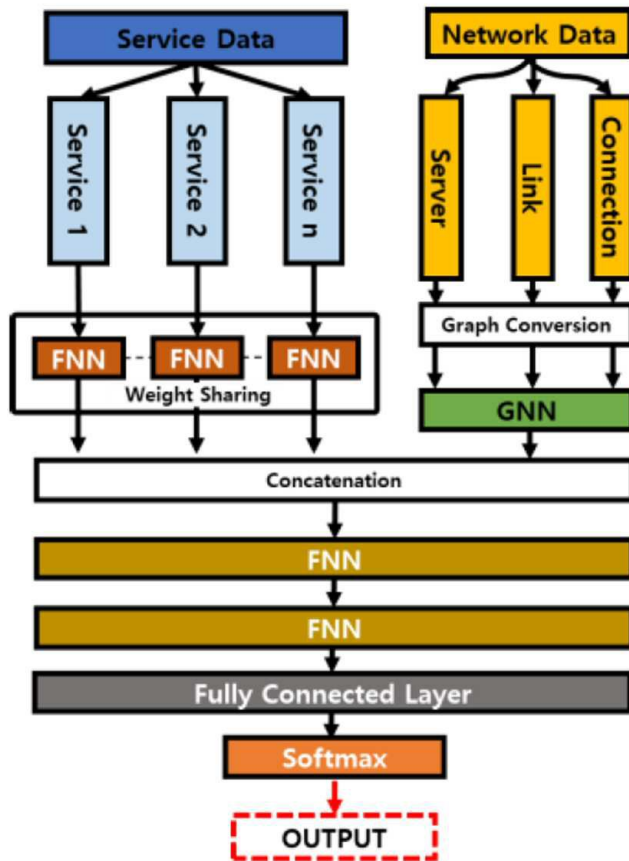 Service Data
Network Data
Service 1
Service 2
Service n
Server
Link
Connection
Graph Conversion
FNN
FNN
FNN
Weight Sharing
GNN
Concatenation
FNN
FNN
Fully Connected Layer
Softmax
OUTPUT